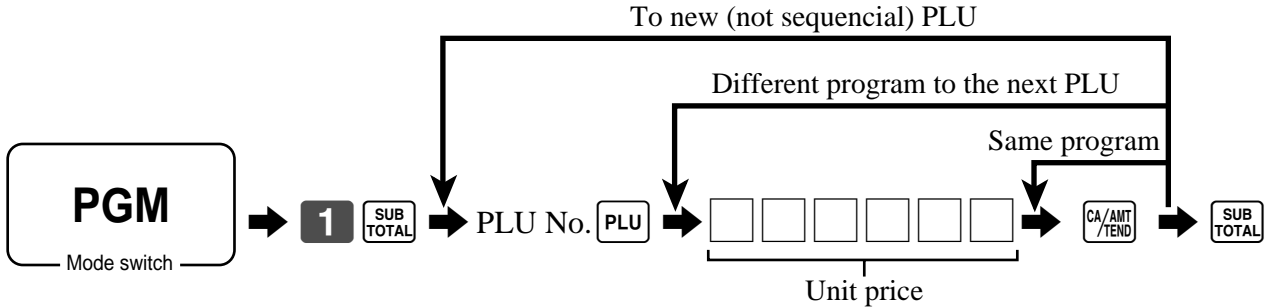 To new (not sequencial) PLU
Different program to the next PLU
Same program
PGM
Mode switch
1 SUB TOTAL PLU No. PLU CA/AMT /TEND SUB TOTAL
Unit price